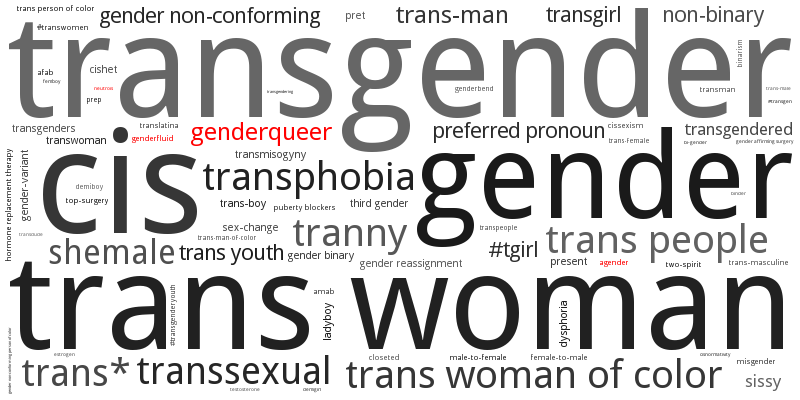 trans person of color
gender non-conforming
pret
trans-man
transgirl
non-binary
#transwomen
transgender
binarism
afab
cishet
femboy
neutrois
prep
transgendering
genderbend
transman
trans-male
#transgen
transgenders
translatina
genderqueer
preferred pronoun
cissexism
transgendered
transwoman
genderfluid
trans-female
gender affirming surgery
hormone replacement therapy
gender-variant
cis
transmisogyny
transphobia
gender
demiboy
top-surgery
trans-boy
puberty blockers
third gender
transdude
sex-change
trans-man-of-color
tranny
transpeople
trans people
shemale
trans youth
gender binary
#tgirl
gender reassignment
present
agender
two-spirit
trans-masculine
trans woman
#transgenderyouth
amab
ladyboy
dysphoria
gender non-conforming person of color
estrogen
closeted
male-to-female
female-to-male
cisnormativity
misgender
trans*
transsexual
trans woman of color
sissy
testosterone
demigirl